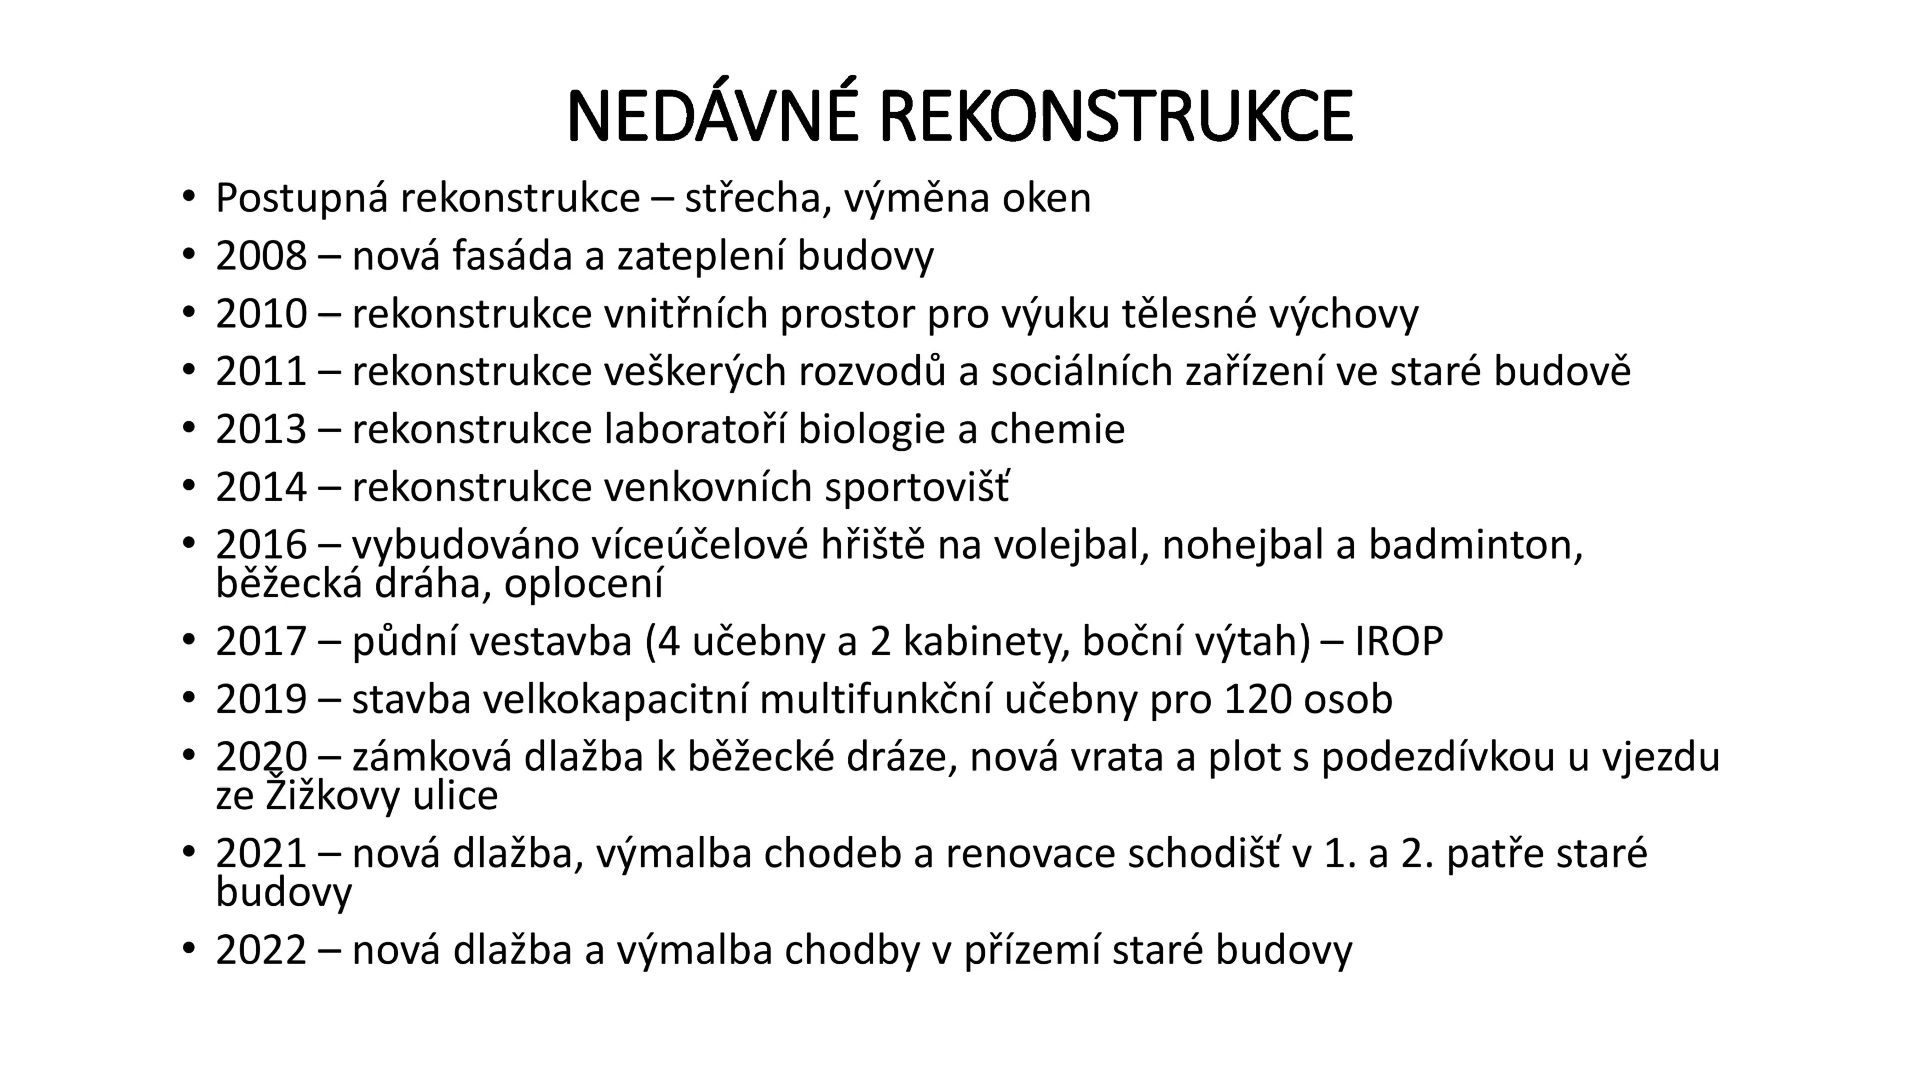 NEDÁVNÉ REKONSTRUKCE
• Postupná rekonstrukce – střecha, výměna oken
• 2008 – nová fasáda a zateplení budovy
• 2010 – rekonstrukce vnitřních prostor pro výuku tělesné výchovy
• 2011 – rekonstrukce veškerých rozvodů a sociálních zařízení ve staré budově
• 2013 – rekonstrukce laboratoří biologie a chemie
• 2014 – rekonstrukce venkovních sportovišť
• 2016 – vybudováno víceúčelové hřiště na volejbal, nohejbal a badminton,
běžecká dráha, oplocení
• 2017 – půdní vestavba (4 učebny a 2 kabinety, boční výtah) – IROP
• 2019 – stavba velkokapacitní multifunkční učebny pro 120 osob
• 2020 – zámková dlažba k běžecké dráze, nová vrata a plot s podezdívkou u vjezdu
ze Žižkovy ulice
• 2021 – nová dlažba, výmalba chodeb a renovace schodišť v 1. a 2. patře staré
budovy
• 2022 – nová dlažba a výmalba chodby v přízemí staré budovy